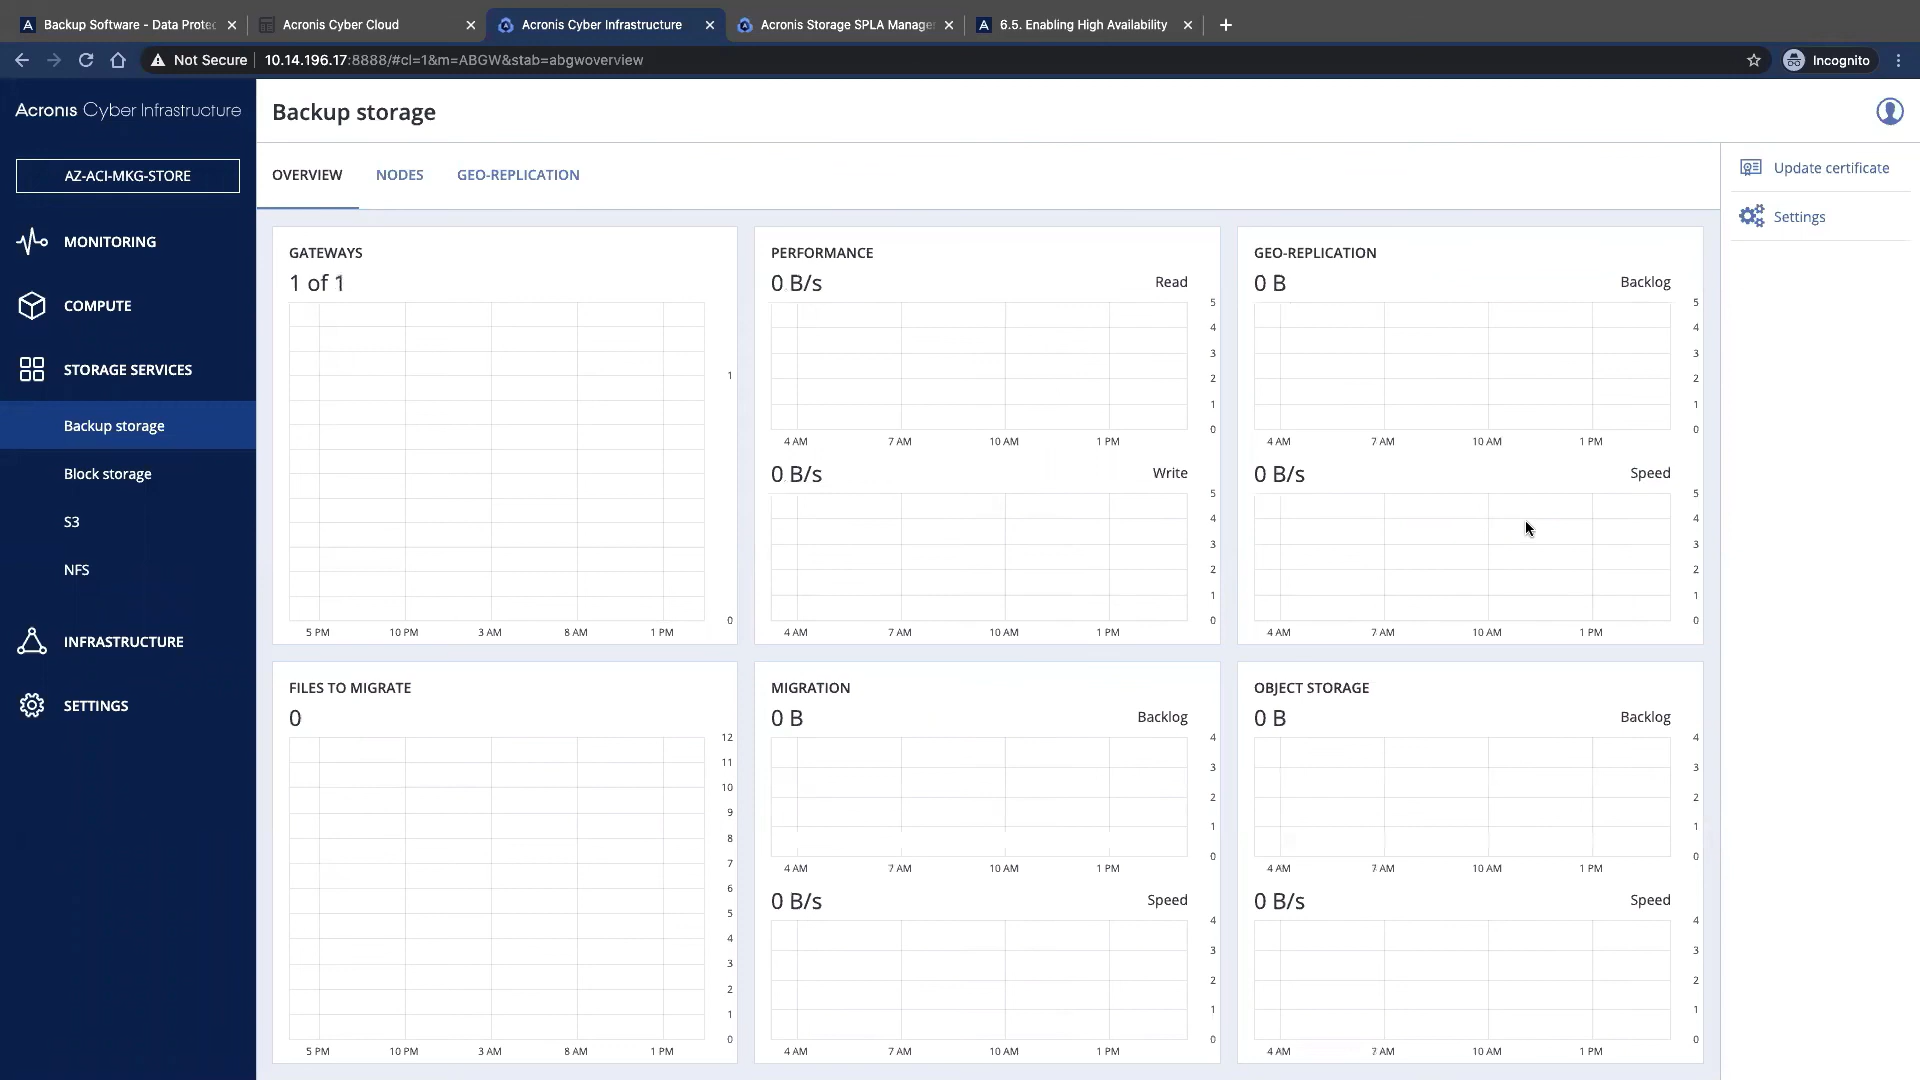 Backup Software - Data Protec
Acronis Cyber Cloud
Acronis Cyber Infrastructure
Acronis Storage SPLA Manager
6.5. Enabling High Availability
Not Secure
10.14.196.17:8888/#cl=1&m=ABGW&stab=abgwoverview
Incognito
Acronis Cyber Infrastructure
AZ-ACI-MKG-STORE
MONITORING
COMPUTE
STORAGE SERVICES
Backup storage
Block storage
S3
NFS
INFRASTRUCTURE
SETTINGS
Backup storage
OVERVIEW
NODES
GEO-REPLICATION
Update certificate
Settings
GATEWAYS
1 of 1
1
0
5 PM 10 PM 3 AM 8 AM 1 PM
PERFORMANCE
0 B/s Read
5
4
3
2
1
0
4 AM 7 AM 10 AM 1 PM
0 B/s Write
5
4
3
2
1
0
4 AM 7 AM 10 AM 1 PM
GEO-REPLICATION
0 B Backlog
5
4
3
2
1
0
4 AM 7 AM 10 AM 1 PM
0 B/s Speed
5
4
3
2
1
0
4 AM 7 AM 10 AM 1 PM
FILES TO MIGRATE
0
12
11
10
9
8
7
6
5
4
3
2
1
0
5 PM 10 PM 3 AM 8 AM 1 PM
MIGRATION
0 B Backlog
4
3
2
1
0
4 AM 7 AM 10 AM 1 PM
0 B/s Speed
4
3
2
1
0
4 AM 7 AM 10 AM 1 PM
OBJECT STORAGE
0 B Backlog
4
3
2
1
0
4 AM 7 AM 10 AM 1 PM
0 B/s Speed
4
3
2
1
0
4 AM 7 AM 10 AM 1 PM